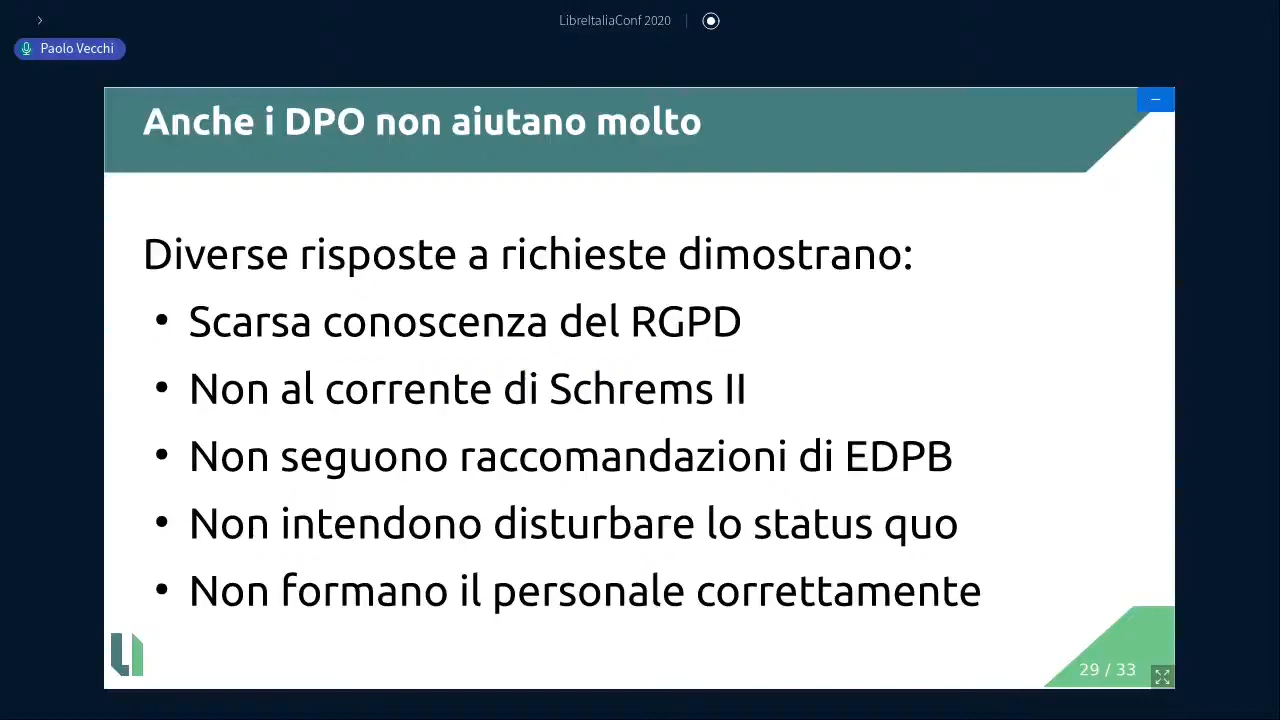 LibreItaliaConf 2020
Paolo Vecchi
Anche i DPO non aiutano molto
Diverse risposte a richieste dimostrano:
• Scarsa conoscenza del RGPD
• Non al corrente di Schrems II
• Non seguono raccomandazioni di EDPB
• Non intendono disturbare lo status quo
• Non formano il personale correttamente
29 / 33